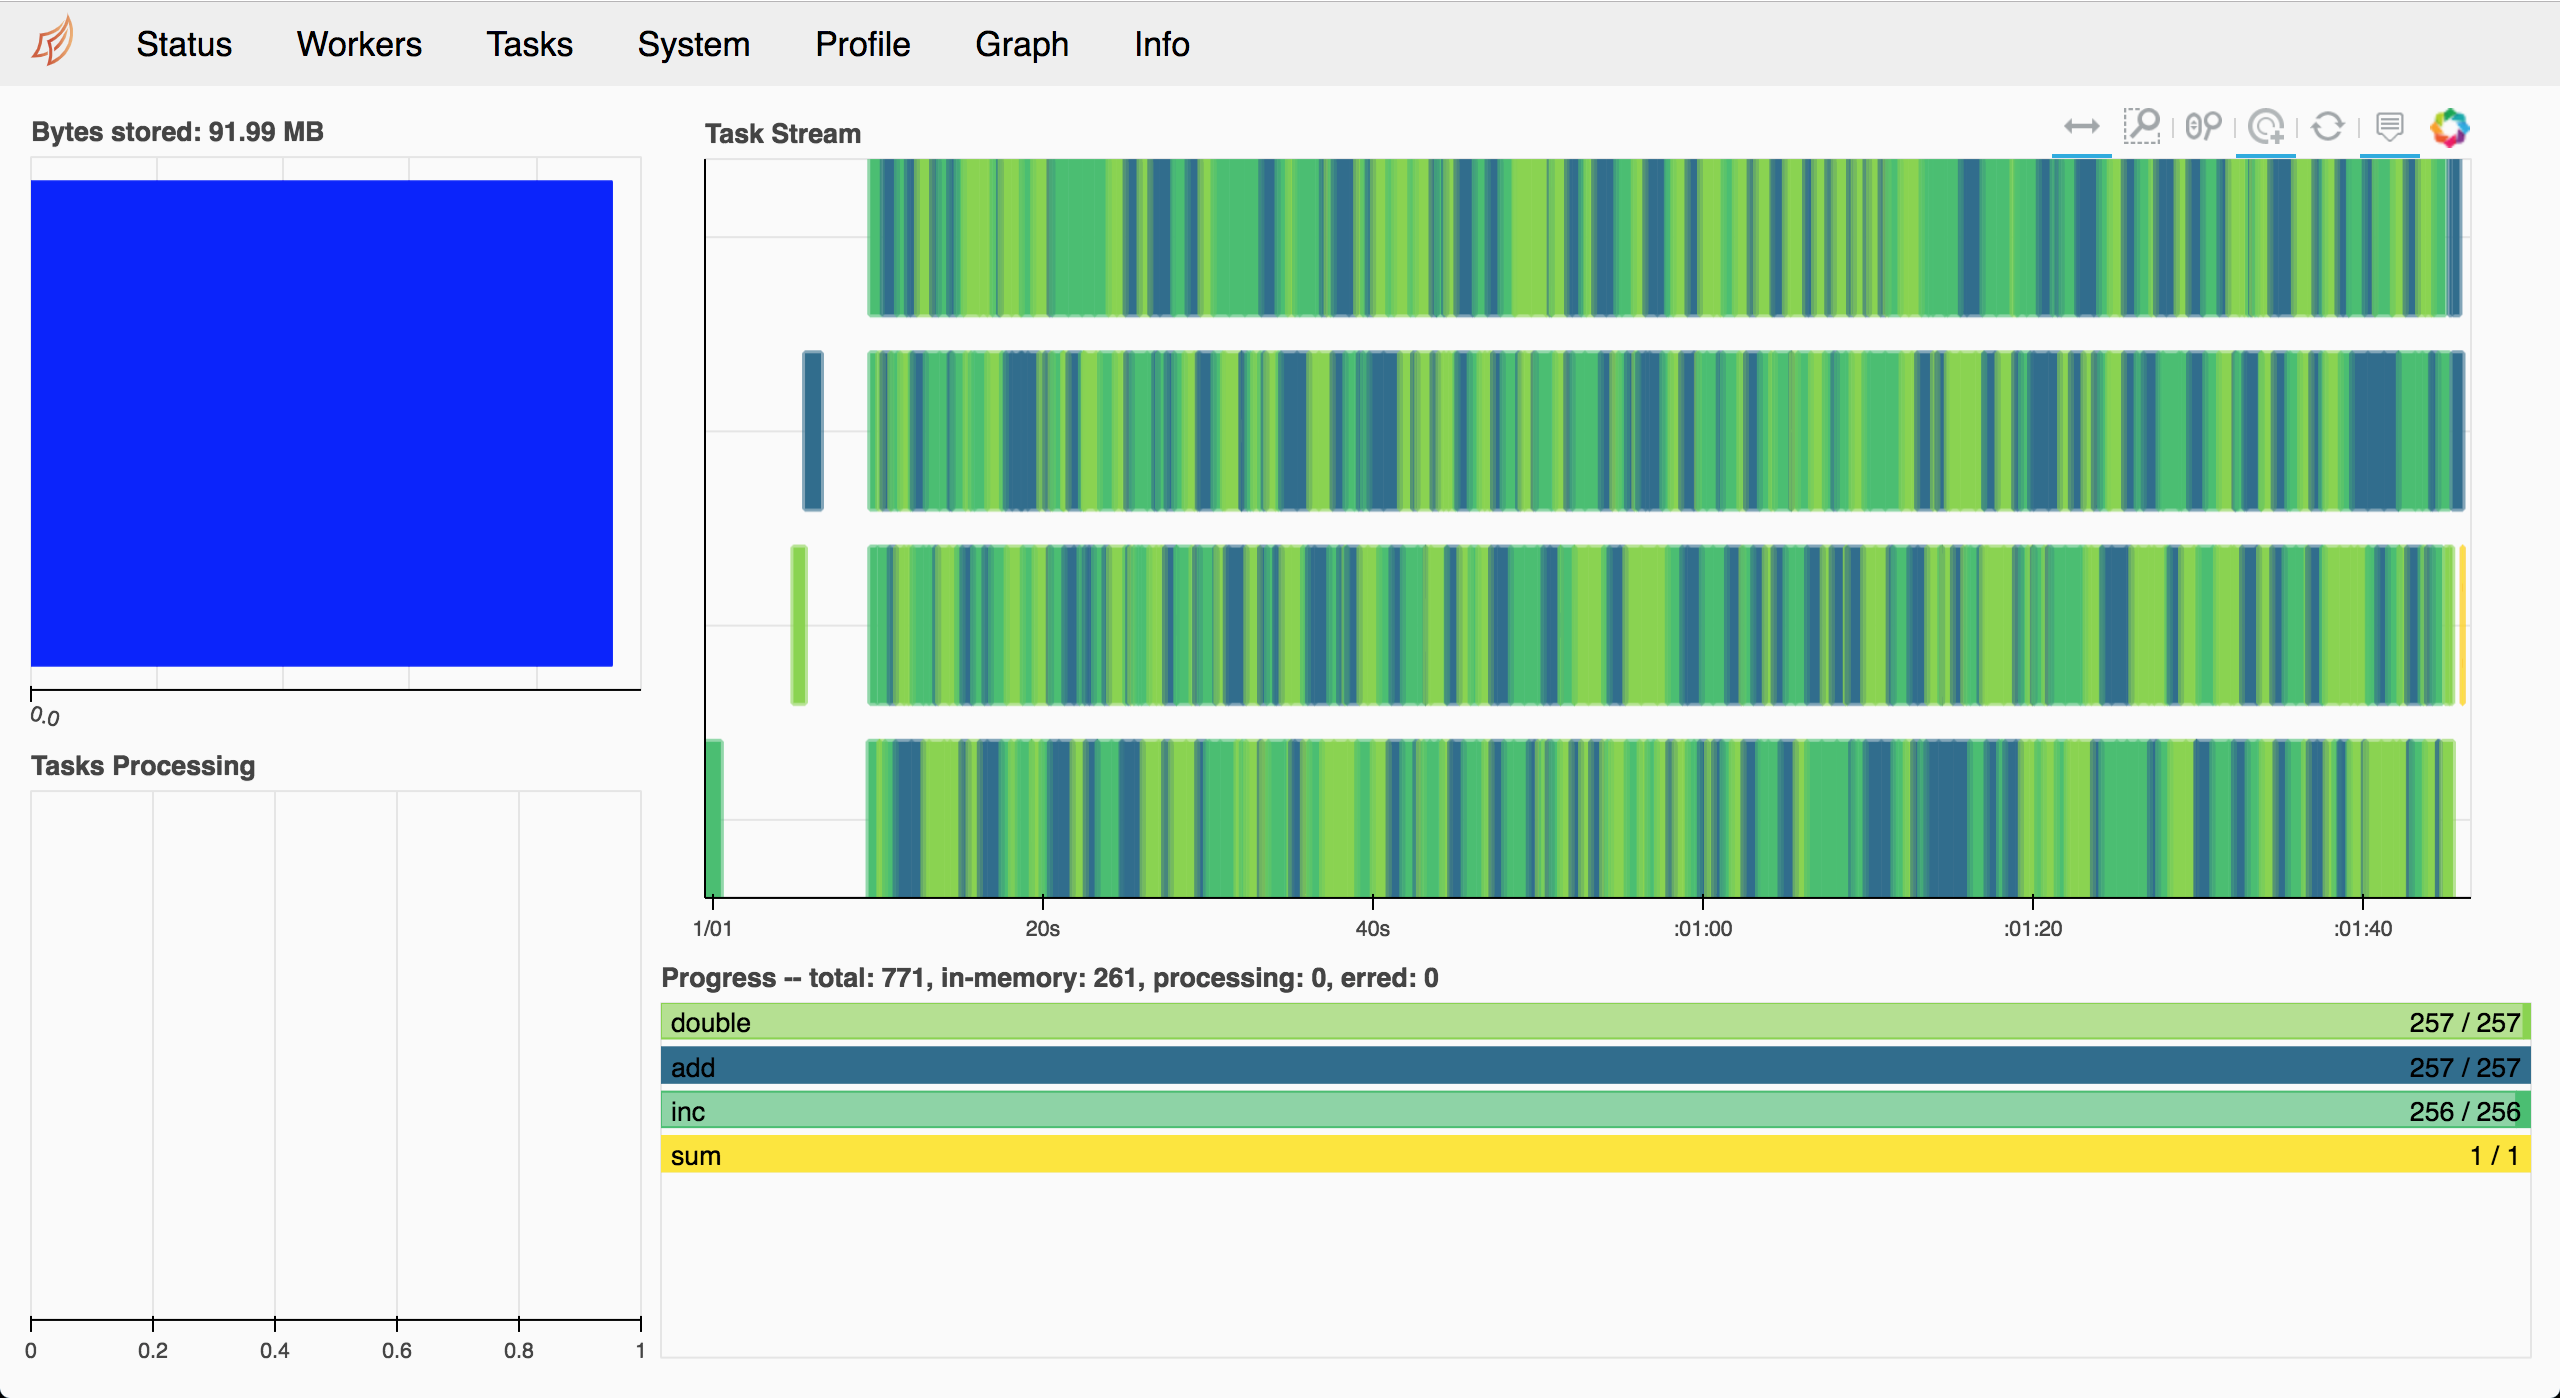 Status Workers Tasks System Profile Graph Info
Bytes stored: 91.99 MB
0.0
Tasks Processing
0 0.2 0.4 0.6 0.8 1
Task Stream
1/01 20s 40s :01:00 :01:20 :01:40
Progress -- total: 771, in-memory: 261, processing: 0, erred: 0
double 257 / 257
add 257 / 257
inc 256 / 256
sum 1 / 1